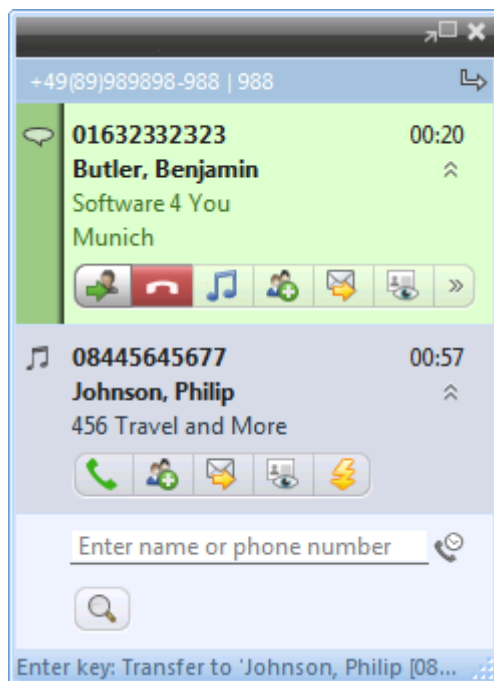 +49(89)989898-988 | 988
01632332323 00:20
Butler, Benjamin
Software 4 You
Munich
08445645677 00:57
Johnson, Philip
456 Travel and More
Enter name or phone number
Enter key: Transfer to 'Johnson, Philip [08...